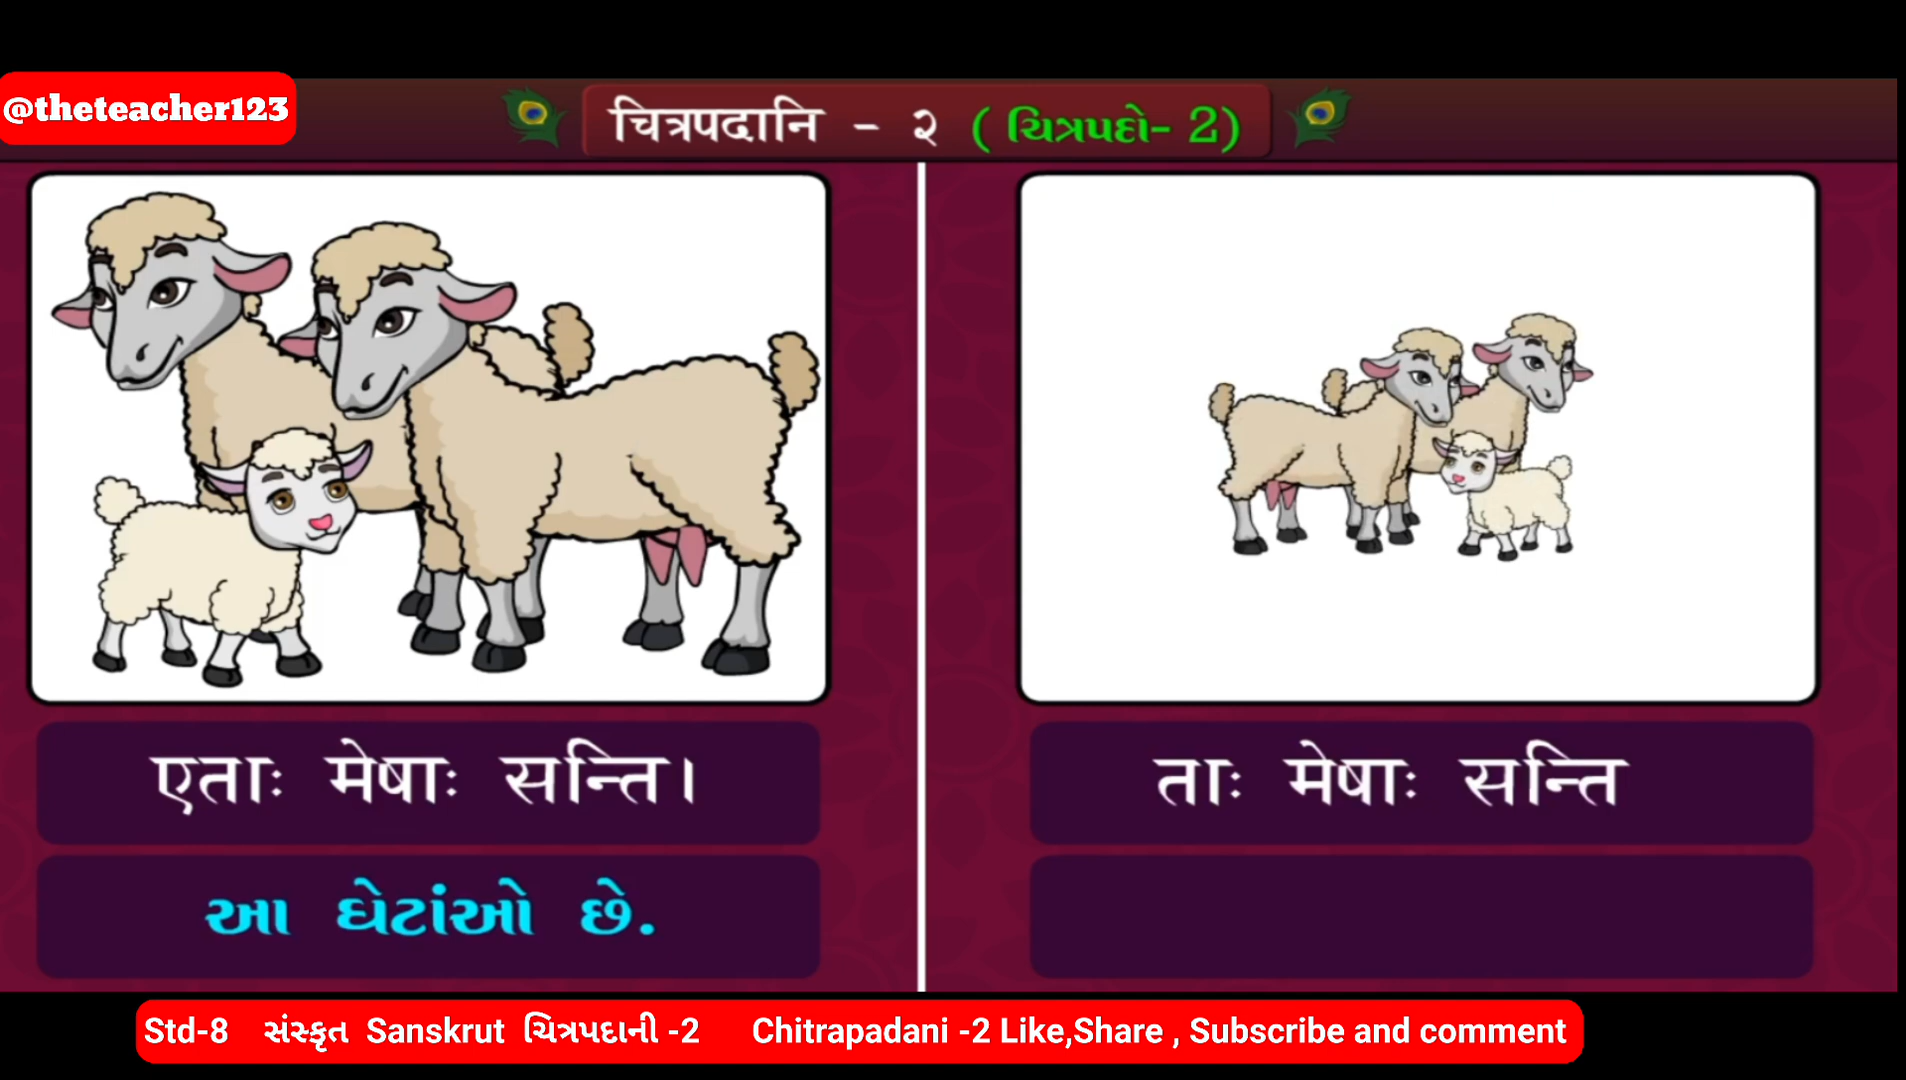 @theteacher123
चित्रपदानि - २ ( ચિત્રપદો- 2)
एताः मेषाः सन्ति।
આ ઘેટાંઓ છે.
ताः मेषाः सन्ति
Std-8 સંસ્કૃત Sanskrut ચિત્રપદાની -2 Chitrapadani -2 Like,Share , Subscribe and comment